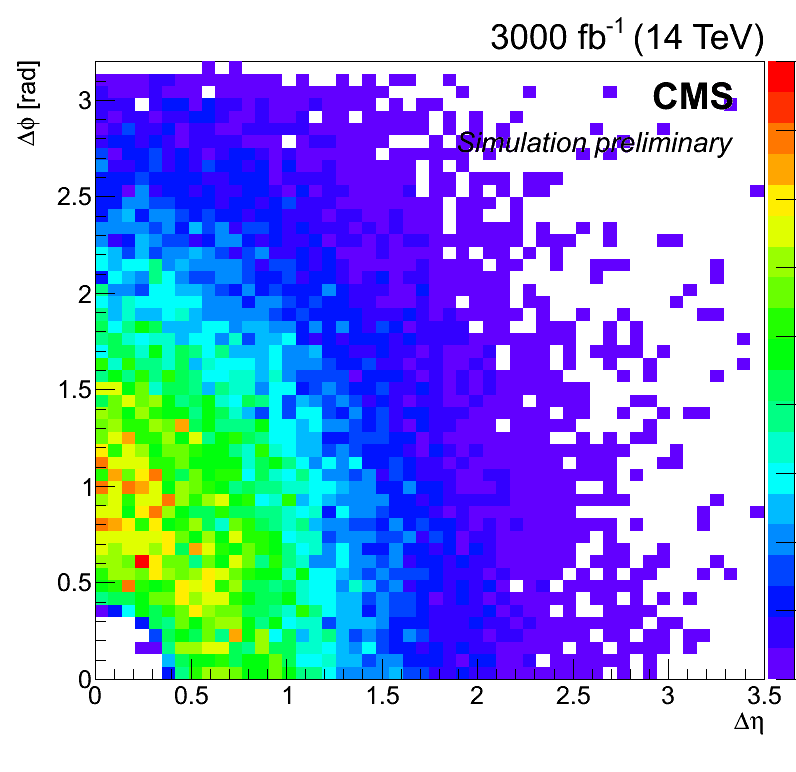 3000 fb-1 (14 TeV)
Δϕ [rad]
CMS
Simulation preliminary
3
2.5
2
1.5
1
0.5
0
0 0.5 1 1.5 2 2.5 3 3.5
Δη